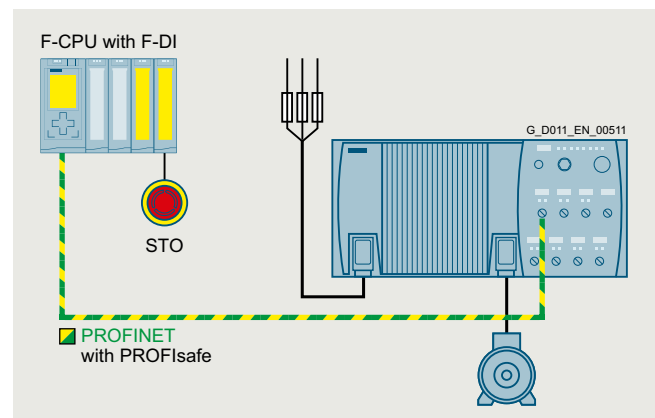 F-CPU with F-DI
G_D011_EN_00511
STO
PROFINET
with PROFIsafe